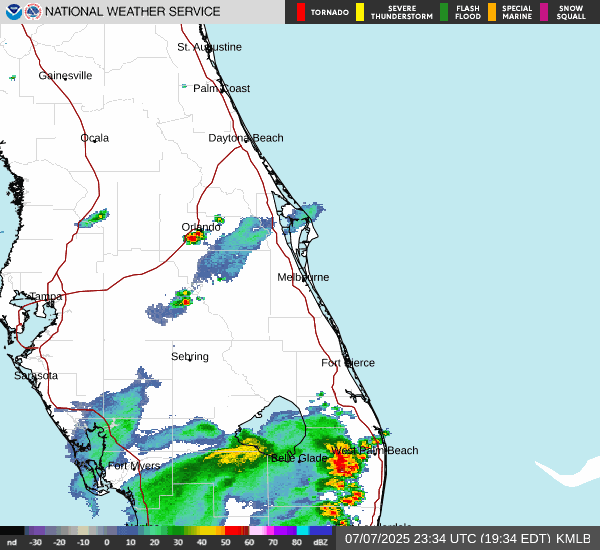 NATIONAL WEATHER SERVICE
TORNADO
SEVERE
THUNDERSTORM
FLASH
FLOOD
SPECIAL
MARINE
SNOW
SQUALL
St. Augustine
Gainesville
Palm Coast
Ocala
Daytona Beach
Orlando
Melbourne
Tampa
Sebring
Fort Pierce
Sarasota
West Palm Beach
Belle Glade
Fort Myers
nd -30 -20 -10 0 10 20 30 40 50 60 70 80 dBZ
07/07/2025 23:34 UTC (19:34 EDT) KMLB